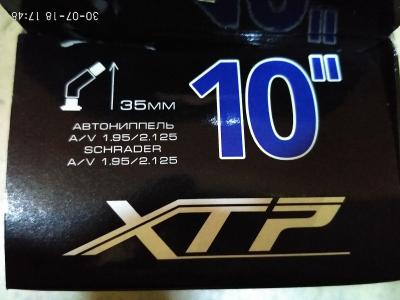 30-07-18 17:48
35MM
10"
АВТОНИППЕЛЬ
A/V 1.95/2.125
SCHRADER
A/V 1.95/2.125
XTP